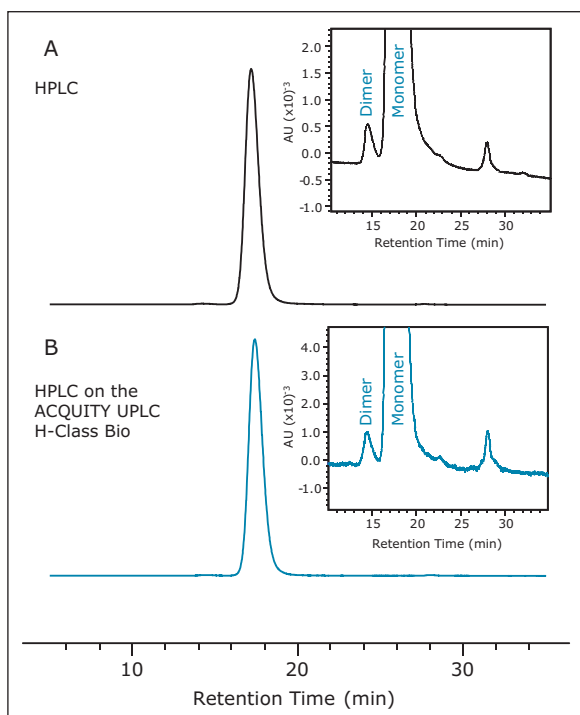 A
HPLC
AU (x10)⁻³
2.0
1.5
1.0
0.5
0.0
-0.5
-1.0
Dimer
Monomer
15 20 25 30
Retention Time (min)
B
HPLC on the
ACQUITY UPLC
H-Class Bio
AU (x10)⁻³
4.0
3.0
2.0
1.0
0.0
-1.0
Dimer
Monomer
15 20 25 30
Retention Time (min)
10 20 30
Retention Time (min)